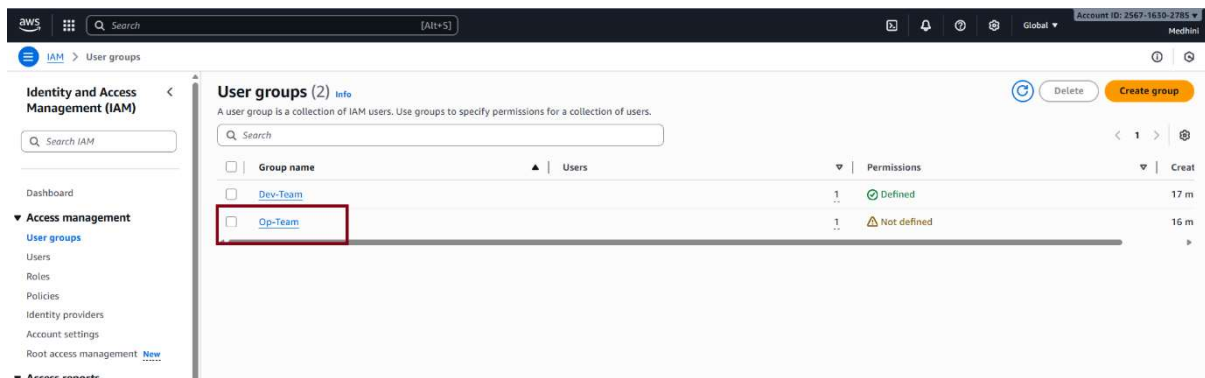 aws Search [Alt+S] Global Account ID: 2567-1630-2785
Medhini
IAM > User groups
Identity and Access Management (IAM)
Search IAM
Dashboard
Access management
User groups
Users
Roles
Policies
Identity providers
Account settings
Root access management New
Access reports
User groups (2) Info
A user group is a collection of IAM users. Use groups to specify permissions for a collection of users.
Delete Create group
Search
1
Group name Users Permissions Creat
Dev-Team 1 Defined 17 m
Op-Team 1 Not defined 16 m